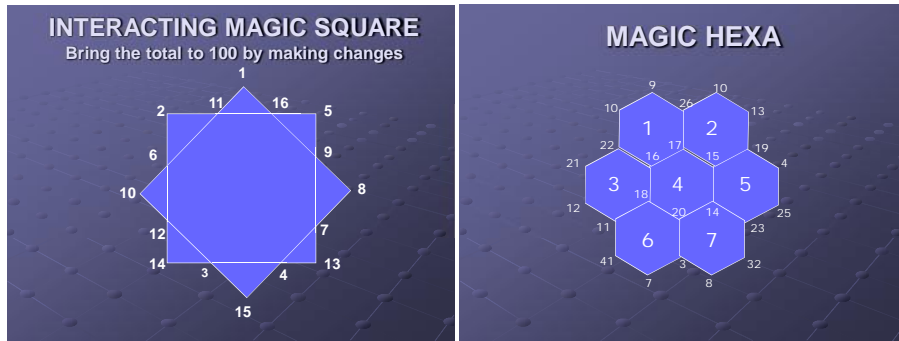 INTERACTING MAGIC SQUARE
Bring the total to 100 by making changes
1
2 11 16 5
6 9
10 8
12 7
14 3 4 13
15
MAGIC HEXA
9 10
10 26 13
1 2
22 17 19
21 16 15 4
3 4 5
18
12 20 14 25
11 23
6 7
41 3 32
7 8